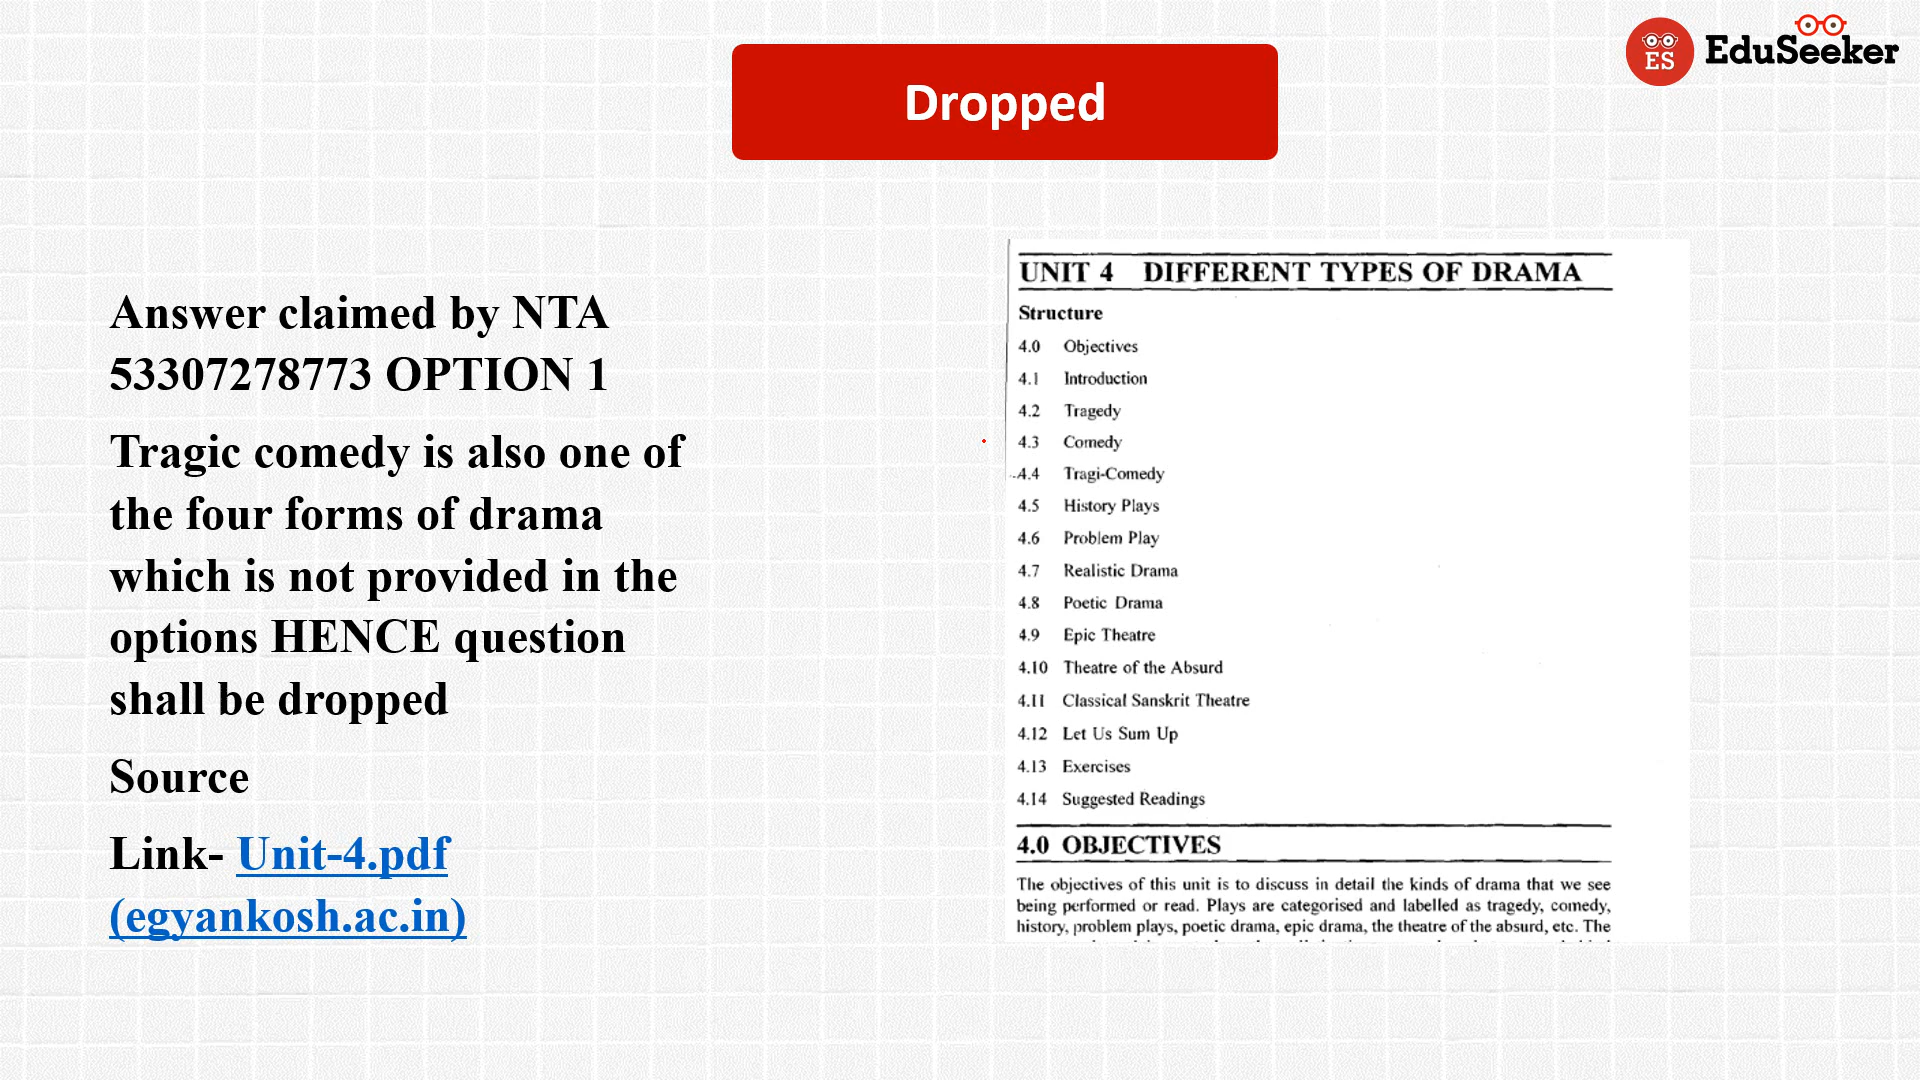 ES EduSeeker
Dropped
Answer claimed by NTA
53307278773 OPTION 1
Tragic comedy is also one of
the four forms of drama
which is not provided in the
options HENCE question
shall be dropped
Source
Link- Unit-4.pdf
(egyankosh.ac.in)
UNIT 4 DIFFERENT TYPES OF DRAMA
Structure
4.0 Objectives
4.1 Introduction
4.2 Tragedy
4.3 Comedy
4.4 Tragi-Comedy
4.5 History Plays
4.6 Problem Play
4.7 Realistic Drama
4.8 Poetic Drama
4.9 Epic Theatre
4.10 Theatre of the Absurd
4.11 Classical Sanskrit Theatre
4.12 Let Us Sum Up
4.13 Exercises
4.14 Suggested Readings
4.0 OBJECTIVES
The objectives of this unit is to discuss in detail the kinds of drama that we see
being performed or read. Plays are categorised and labelled as tragedy, comedy,
history, problem plays, poetic drama, epic drama, the theatre of the absurd, etc. The